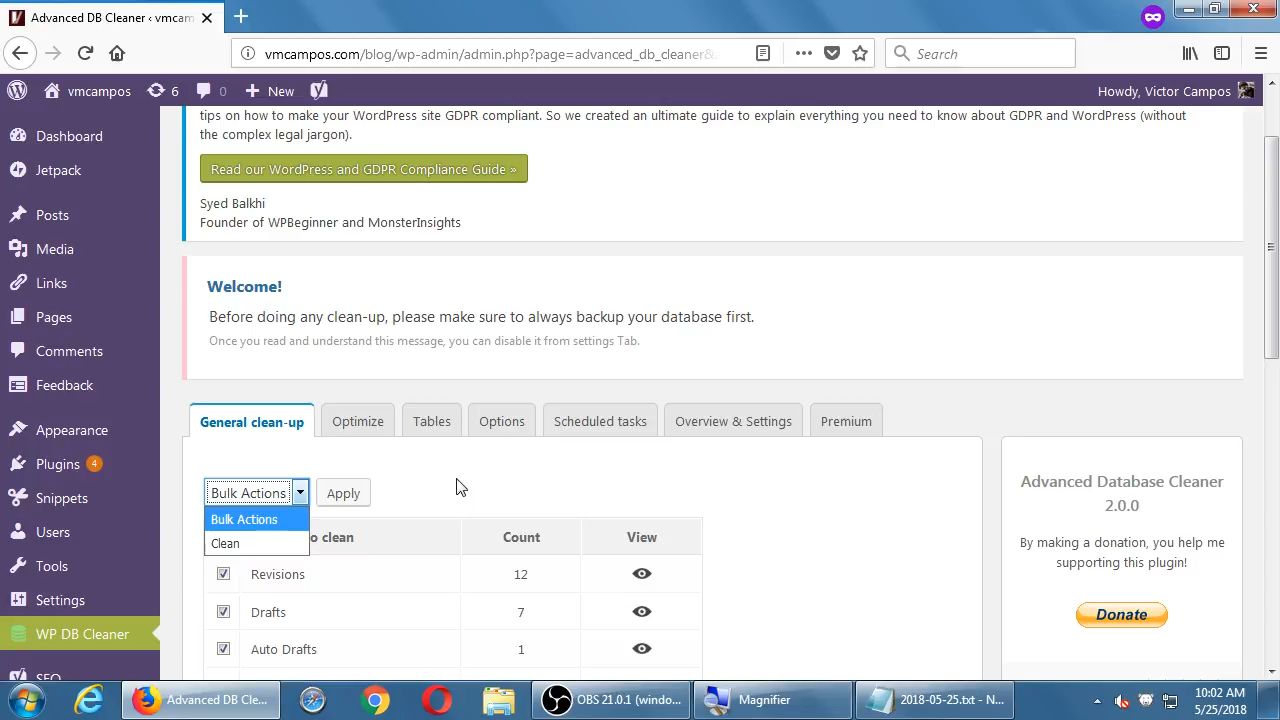 Advanced DB Cleaner ‹ vmcam
vmcampos.com/blog/wp-admin/admin.php?page=advanced_db_cleaner&
Search
vmcampos
6
0
New
Howdy, Victor Campos
Dashboard
Jetpack
Posts
Media
Links
Pages
Comments
Feedback
Appearance
Plugins 4
Snippets
Users
Tools
Settings
WP DB Cleaner
SEO
tips on how to make your WordPress site GDPR compliant. So we created an ultimate guide to explain everything you need to know about GDPR and WordPress (without
the complex legal jargon).
Read our WordPress and GDPR Compliance Guide »
Syed Balkhi
Founder of WPBeginner and MonsterInsights
Welcome!
Before doing any clean-up, please make sure to always backup your database first.
Once you read and understand this message, you can disable it from settings Tab.
General clean-up
Optimize
Tables
Options
Scheduled tasks
Overview & Settings
Premium
Bulk Actions
Apply
Bulk Actions
Clean
o clean
Count
View
Revisions
12
Drafts
7
Auto Drafts
1
Advanced Database Cleaner
2.0.0
By making a donation, you help me
supporting this plugin!
Donate
Advanced DB Cle...
OBS 21.0.1 (windo...
Magnifier
2018-05-25.txt - N...
10:02 AM
5/25/2018